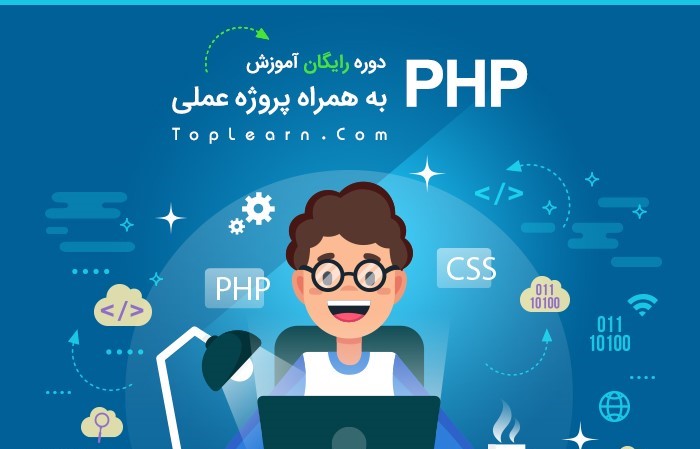 دوره رایگان آموزش
PHP
به همراه پروژه عملی
TopLearn.Com
</>
CSS
PHP
011
10100
</>
011
10100